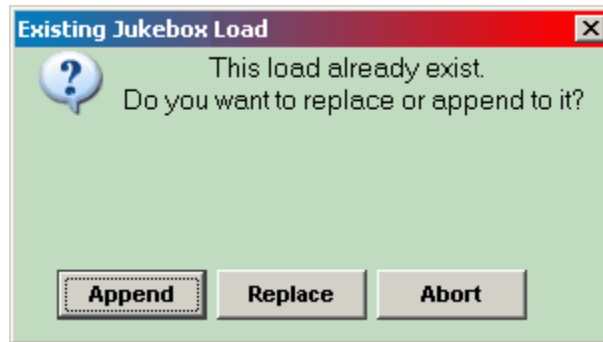 Existing Jukebox Load
This load already exist.
Do you want to replace or append to it?
Append Replace Abort